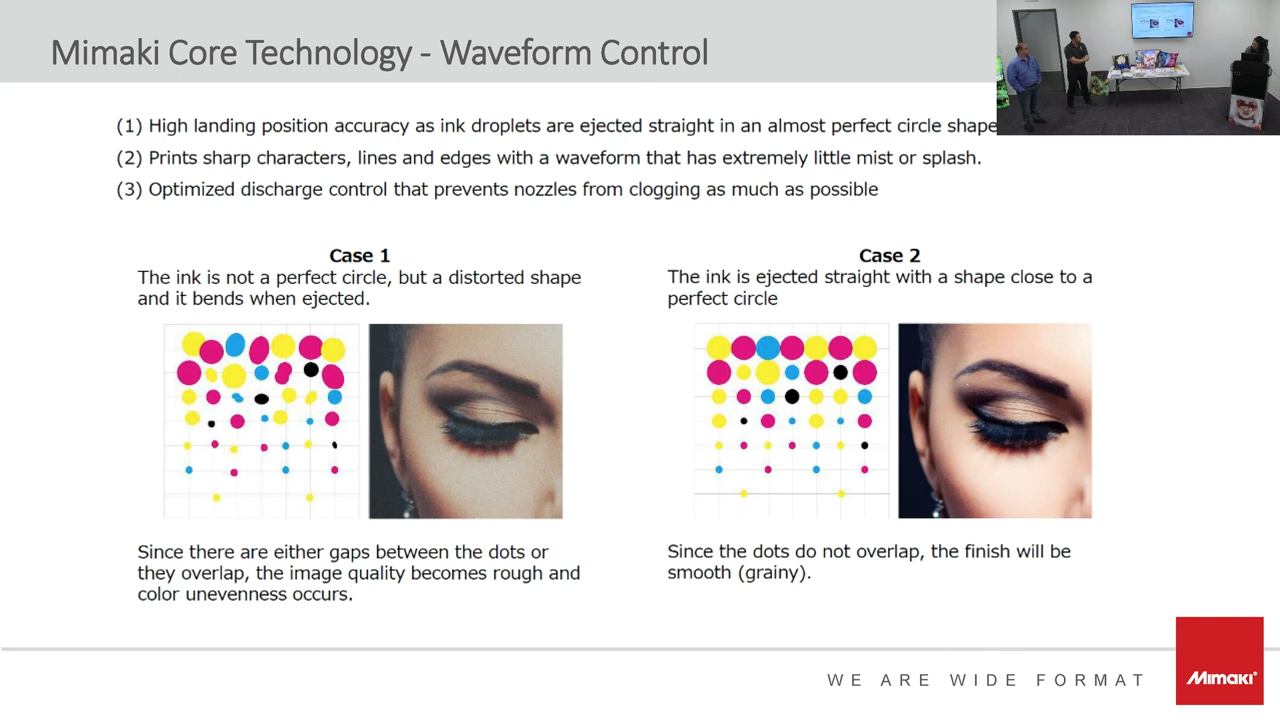 Mimaki Core Technology - Waveform Control
(1) High landing position accuracy as ink droplets are ejected straight in an almost perfect circle shape
(2) Prints sharp characters, lines and edges with a waveform that has extremely little mist or splash.
(3) Optimized discharge control that prevents nozzles from clogging as much as possible
Case 1
The ink is not a perfect circle, but a distorted shape
and it bends when ejected.
Since there are either gaps between the dots or
they overlap, the image quality becomes rough and
color unevenness occurs.
Case 2
The ink is ejected straight with a shape close to a
perfect circle
Since the dots do not overlap, the finish will be
smooth (grainy).
WE ARE WIDE FORMAT
Mimaki